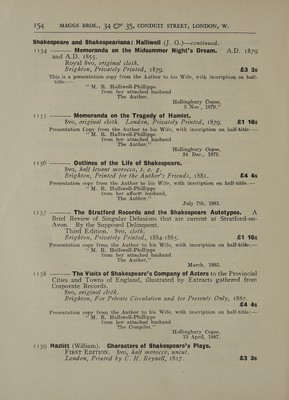 154 MAGGS BROS., 34 & 35, CONDUIT STREET, LONDON, W.
Shakespeare and Shakespeariana: Halliwell (J. O.)—continued.
1134 ——— Memoranda on the Midsummer Night's Dream. A.D. 1879
and A.D. 1855.
Royal 8vo, original cloth.
Brighton, Privately Printed, 1879. £3 3s
This is a presentation copy from the Author to his Wife, with inscription on half-
title:—
"M. R. Halliwell-Phillipps
from her attached husband
The Author.
Hollingbury Copse,
5 Nov., 1879."
1135 ——— Memoranda on the Tragedy of Hamlet.
8vo, original cloth. London, Privately Printed, 1879. £1 16s
Presentation Copy from the Author to his Wife, with inscription on half-title:—
"M. R. Halliwell-Phillipps
from her attached husband
The Author."
Hollingbury Copse,
24 Dec., 1879.
1136 ——— Outlines of the Life of Shakespeare.
8vo, half levant morocco, t. e. g.
Brighton, Printed for the Author's Friends, 1881. £4 4s
Presentation copy from the Author to his Wife, with inscription on half-title:—
"M. R. Halliwell-Phillipps
from her affecte husband,
The Author."
July 7th, 1881.
1137 ——— The Stratford Records and the Shakespeare Autotypes. A
Brief Review of Singular Delusions that are current at Stratford-on-
Avon. By the Supposed Delinquent.
Third Edition. 8vo, cloth.
Brighton, Privately Printed, 1884-1885. £1 16s
Presentation copy from the Author to his Wife, with inscription on half-title:—
"M. R. Halliwell-Phillipps
from her attached husband
The Author."
March, 1885.
1138 ——— The Visits of Shakespeare's Company of Actors to the Provincial
Cities and Towns of England, illustrated by Extracts gathered from
Corporate Records.
8vo, original cloth.
Brighton, For Private Circulation and for Presents Only, 1887.
£4 4s
Presentation copy from the Author to his Wife, with inscription on half-title:—
"M. R. Halliwell-Phillipps
from her attached husband
The Compiler."
Hollingbury Copse,
13 April, 1887.
1139 Hazlitt (William). Characters of Shakespeare's Plays.
FIRST EDITION. 8vo, half morocco, uncut.
London, Printed by C. H. Reynell, 1817. £3 3s